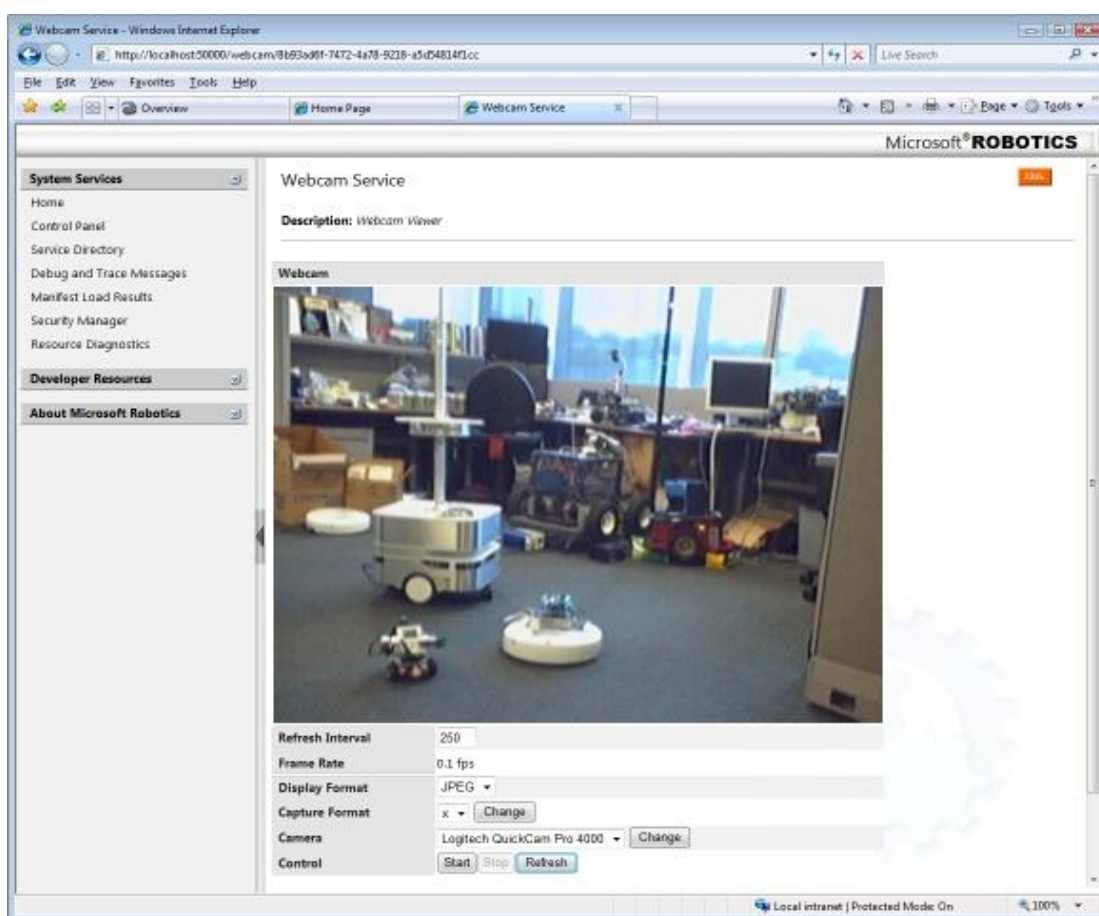 Webcam Service - Windows Internet Explorer
http://localhost:50000/webcam/8b93ad6f-7472-4a78-9218-a5d54814f1cc
Live Search
File Edit View Favorites Tools Help
Overview Home Page Webcam Service Page Tools
Microsoft®ROBOTICS
System Services
Home
Control Panel
Service Directory
Debug and Trace Messages
Manifest Load Results
Security Manager
Resource Diagnostics
Developer Resources
About Microsoft Robotics
Webcam Service
XML
Description: Webcam Viewer
Webcam
Refresh Interval 250
Frame Rate 0.1 fps
Display Format JPEG
Capture Format x Change
Camera Logitech QuickCam Pro 4000 Change
Control Start Stop Refresh
Local intranet | Protected Mode: On 100%